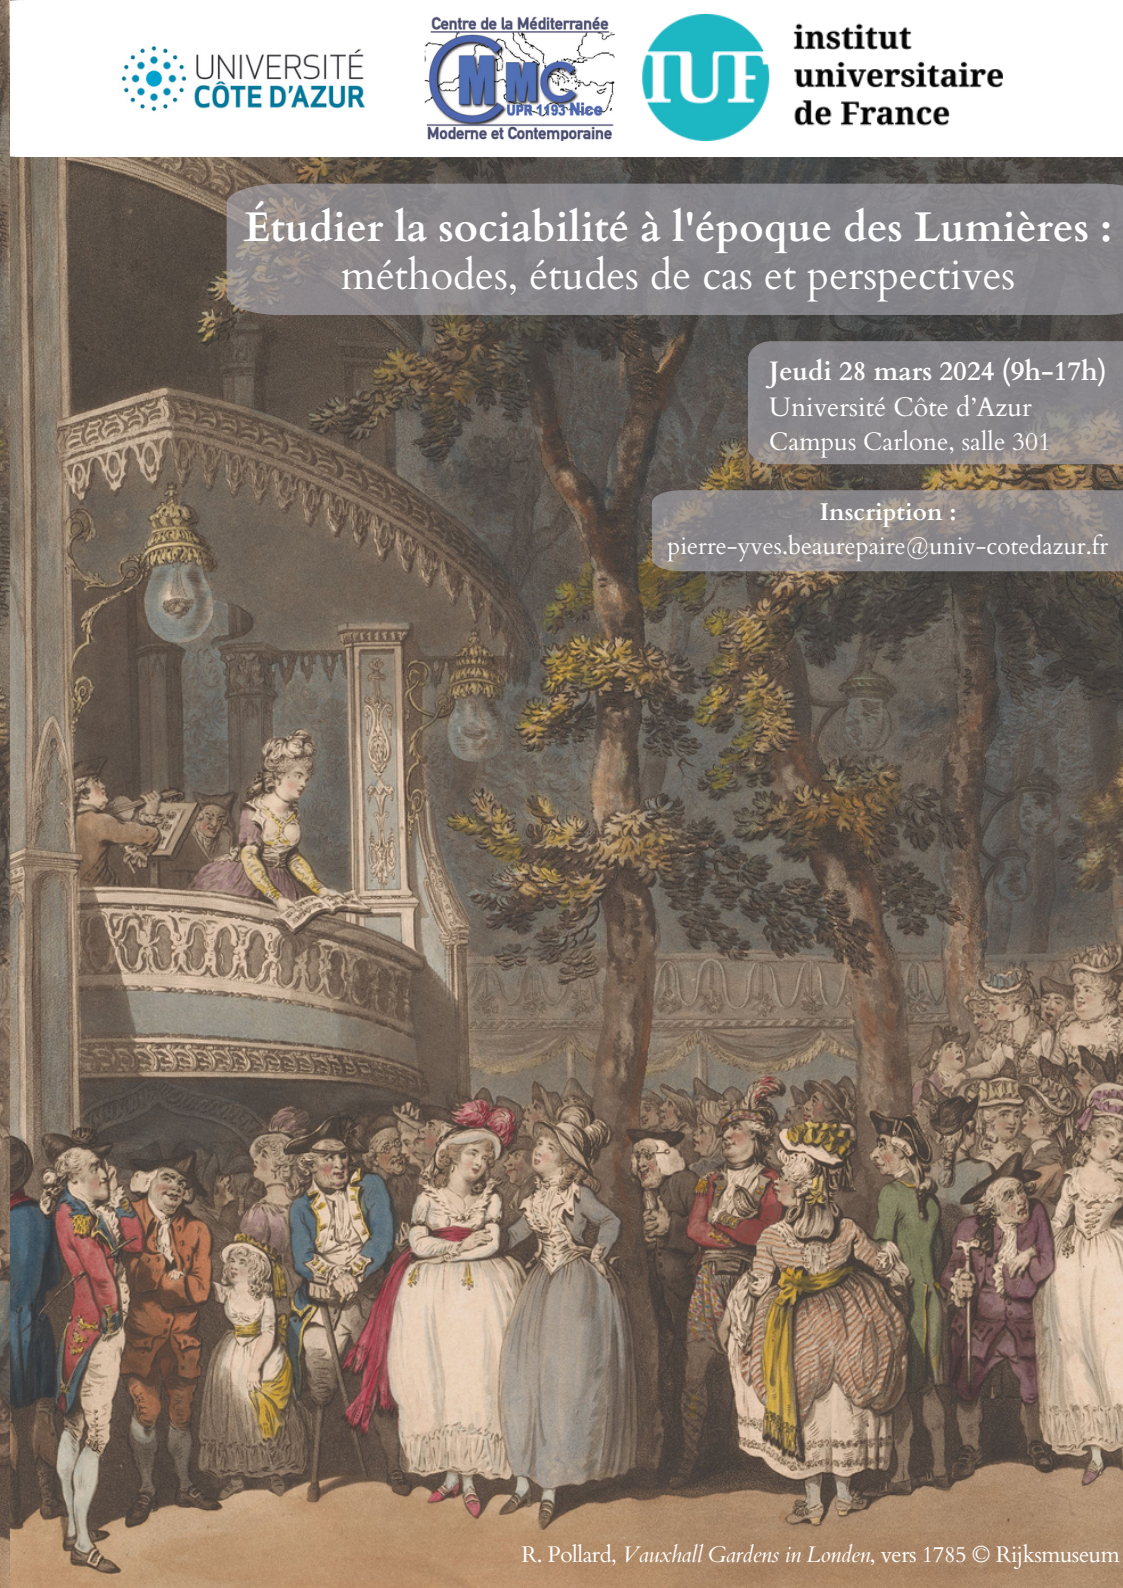 UNIVERSITÉ
CÔTE D'AZUR
Centre de la Méditerranée
CMMC
UPR 1193 Nice
Moderne et Contemporaine
IUF
institut
universitaire
de France
Étudier la sociabilité à l'époque des Lumières :
méthodes, études de cas et perspectives
Jeudi 28 mars 2024 (9h-17h)
Université Côte d’Azur
Campus Carlone, salle 301
Inscription :
pierre-yves.beaurepaire@univ-cotedazur.fr
R. Pollard, Vauxhall Gardens in Londen, vers 1785 © Rijksmuseum